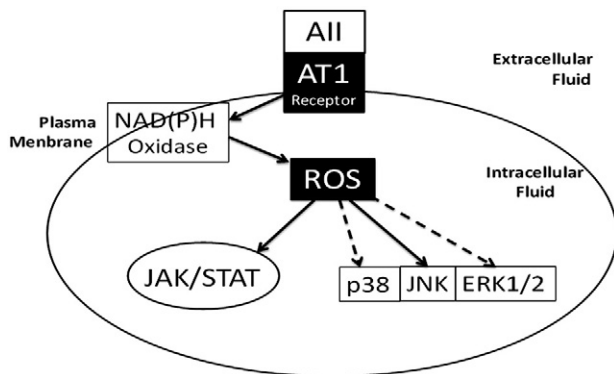 AII
AT1
Receptor
Extracellular
Fluid
Plasma
Menbrane
NAD(P)H
Oxidase
ROS
Intracellular
Fluid
JAK/STAT
p38 JNK ERK1/2